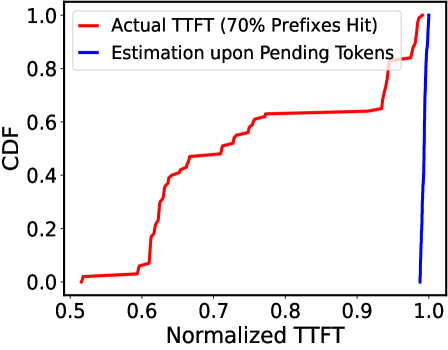 Actual TTFT (70% Prefixes Hit)
Estimation upon Pending Tokens
1.0
0.8
0.6
0.4
0.2
0.0
CDF
0.5 0.6 0.7 0.8 0.9 1.0
Normalized TTFT